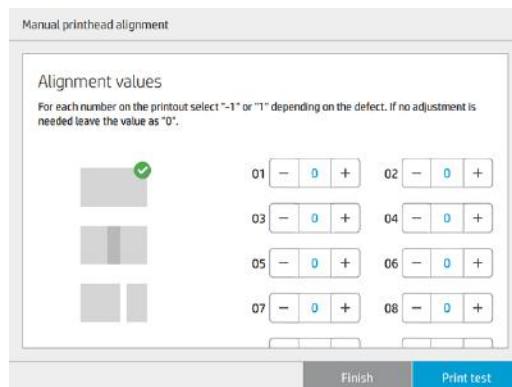 Manual printhead alignment
Alignment values
For each number on the printout select "-1" or "1" depending on the defect. If no adjustment is
needed leave the value as "0".
01 − 0 + 02 − 0 +
03 − 0 + 04 − 0 +
05 − 0 + 06 − 0 +
07 − 0 + 08 − 0 +
Finish Print test